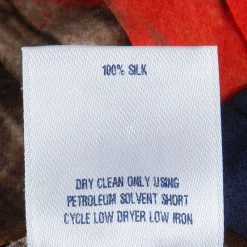 100% SILK
DRY CLEAN ONLY USING
PETROLEUM SOLVENT SHORT
CYCLE LOW DRYER LOW IRON